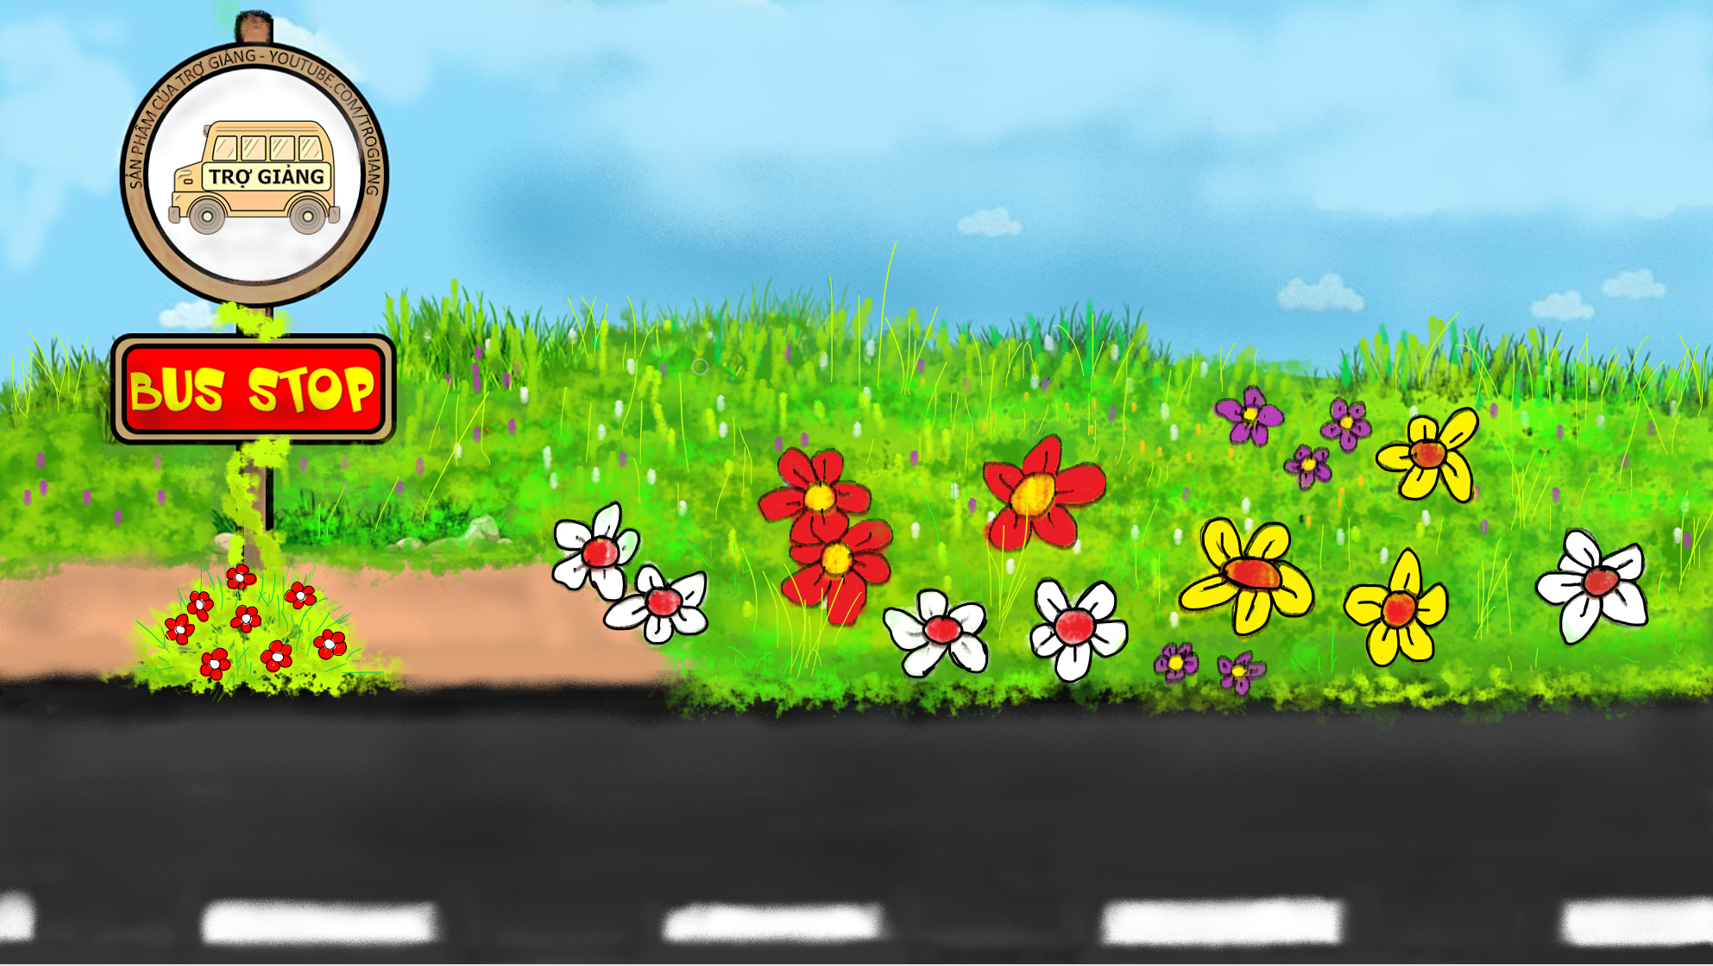 SẢN PHẨM CỦA TRỢ GIẢNG - YOUTUBE.COM/TROGIANG
TRỢ GIẢNG
BUS STOP